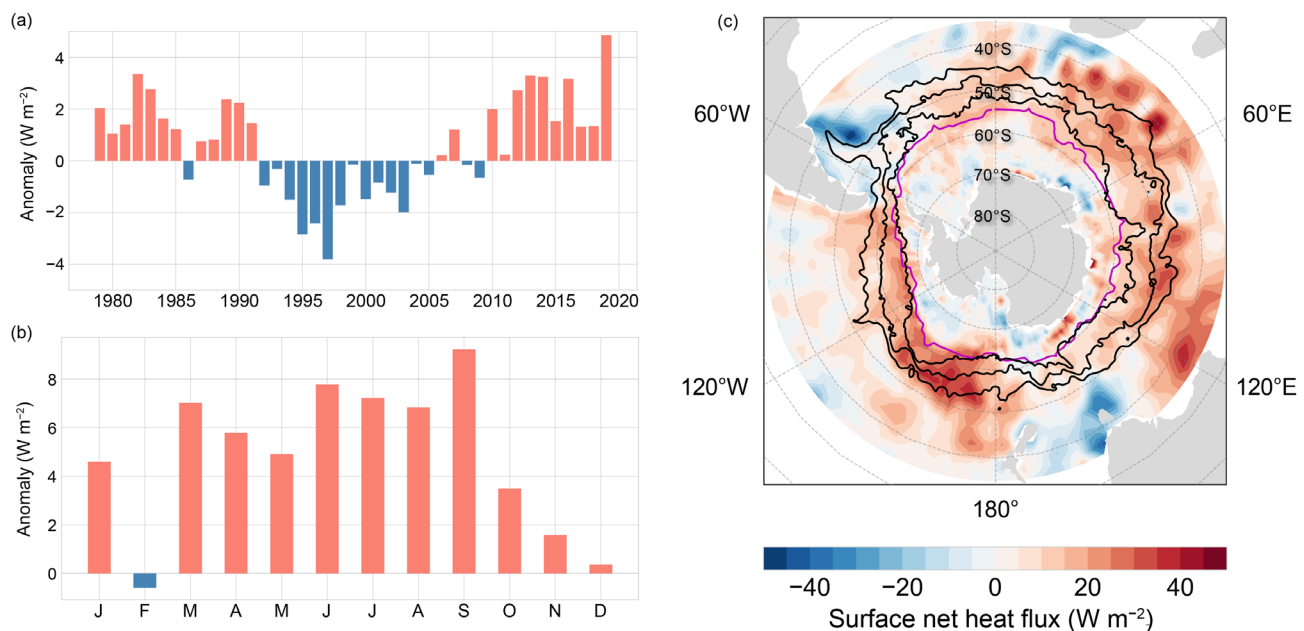 (a)
Anomaly (W m⁻²)
4
2
0
−2
−4
1980 1985 1990 1995 2000 2005 2010 2015 2020
(b)
Anomaly (W m⁻²)
8
6
4
2
0
J F M A M J J A S O N D
(c)
40°S
50°S
60°S
70°S
80°S
60°W
60°E
120°W
120°E
180°
−40 −20 0 20 40
Surface net heat flux (W m⁻²)